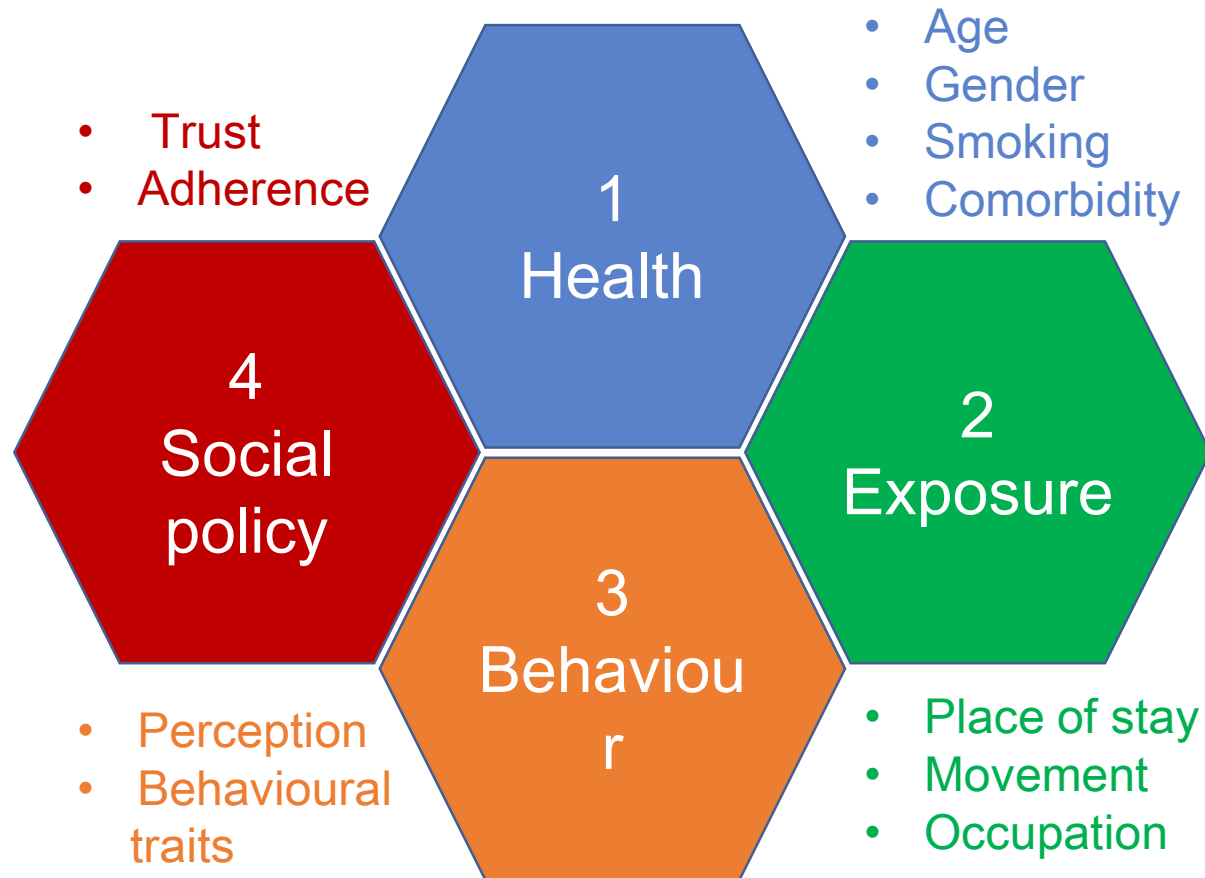 • Trust
• Adherence
1
Health
• Age
• Gender
• Smoking
• Comorbidity
4
Social
policy
2
Exposure
3
Behaviou
r
• Perception
• Behavioural
traits
• Place of stay
• Movement
• Occupation